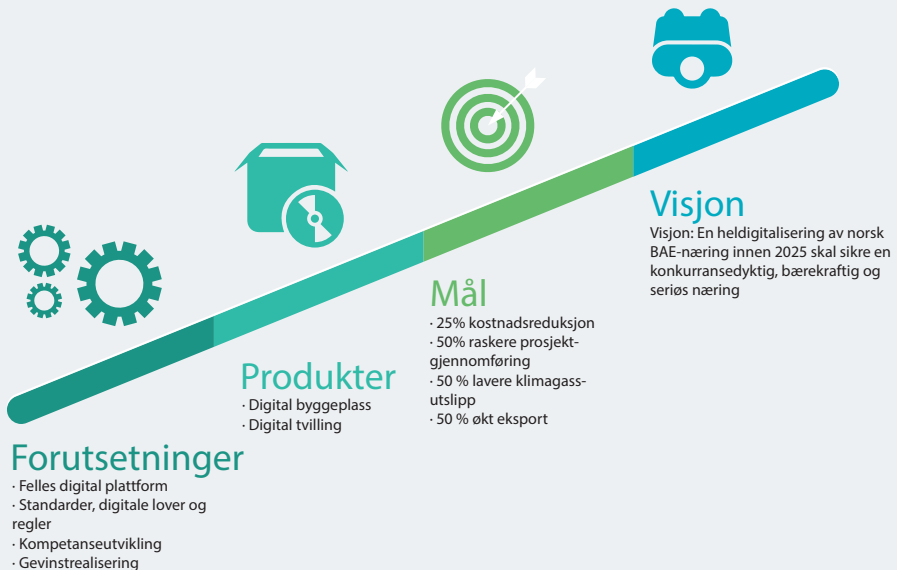 Forutsetninger
· Felles digital plattform
· Standarder, digitale lover og
regler
· Kompetanseutvikling
· Gevinstrealisering
Produkter
· Digital byggeplass
· Digital tvilling
Mål
· 25% kostnadsreduksjon
· 50% raskere prosjekt-
gjennomføring
· 50 % lavere klimagass-
utslipp
· 50 % økt eksport
Visjon
Visjon: En heldigitalisering av norsk
BAE-næring innen 2025 skal sikre en
konkurransedyktig, bærekraftig og
seriøs næring